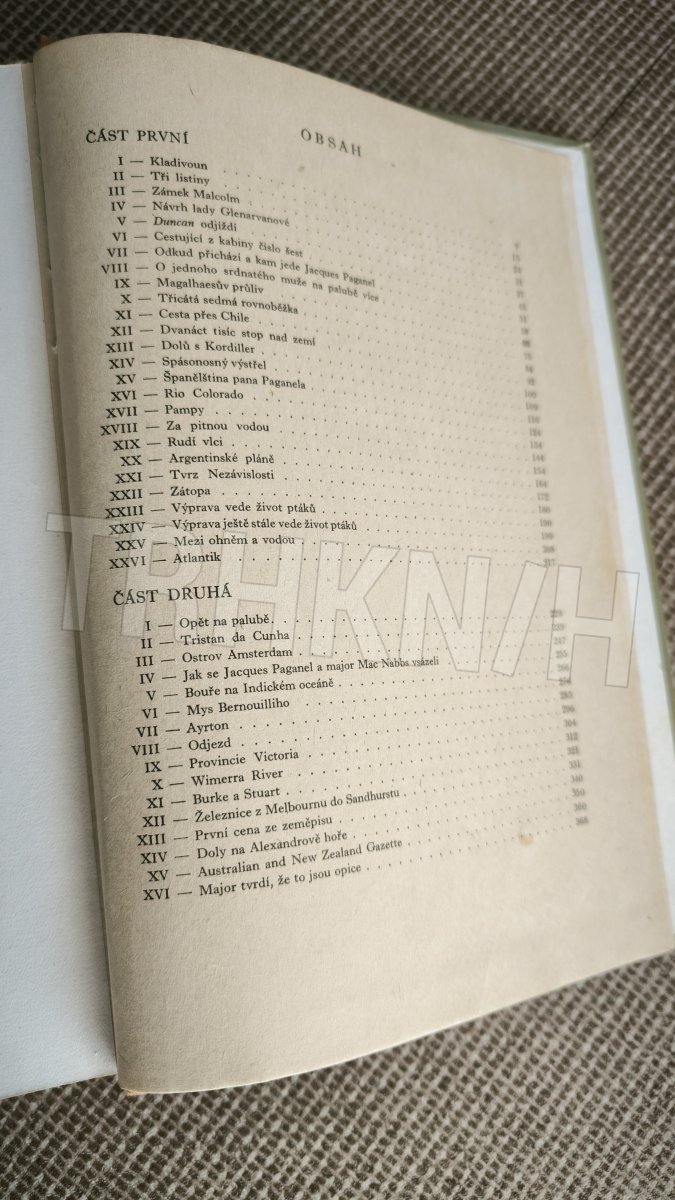 OBSAH
ČÁST PRVNÍ
I — Kladivoun
II — Tři listiny
III — Zámek Malcolm
IV — Návrh lady Glenarvanové
V — Duncan odjíždí
VI — Cestující z kabiny číslo šest
VII — Odkud přichází a kam jede Jacques Paganel
VIII — O jednoho srdnatého muže na palubě více
IX — Magalhaesův průliv
X — Třicátá sedmá rovnoběžka
XI — Cesta přes Chile
XII — Dvanáct tisíc stop nad zemí
XIII — Dolů s Kordiller
XIV — Spásonosný výstřel
XV — Španělština pana Paganela
XVI — Rio Colorado
XVII — Pampy
XVIII — Za pitnou vodou
XIX — Rudí vlci
XX — Argentinské pláně
XXI — Tvrz Nezávislosti
XXII — Zátopa
XXIII — Výprava vede život ptáků
XXIV — Výprava ještě stále vede život ptáků
XXV — Mezi ohněm a vodou
XXVI — Atlantik
ČÁST DRUHÁ
I — Opět na palubě
II — Tristan da Cunha
III — Ostrov Amsterdam
IV — Jak se Jacques Paganel a major Mac Nabbs vsázeli
V — Bouře na Indickém oceáně
VI — Mys Bernouilliho
VII — Ayrton
VIII — Odjezd
IX — Provincie Victoria
X — Wimerra River
XI — Burke a Stuart
XII — Železnice z Melbournu do Sandhurstu
XIII — První cena ze zeměpisu
XIV — Doly na Alexandrově hoře
XV — Australian and New Zealand Gazette
XVI — Major tvrdí, že to jsou opice
TRHKN/H